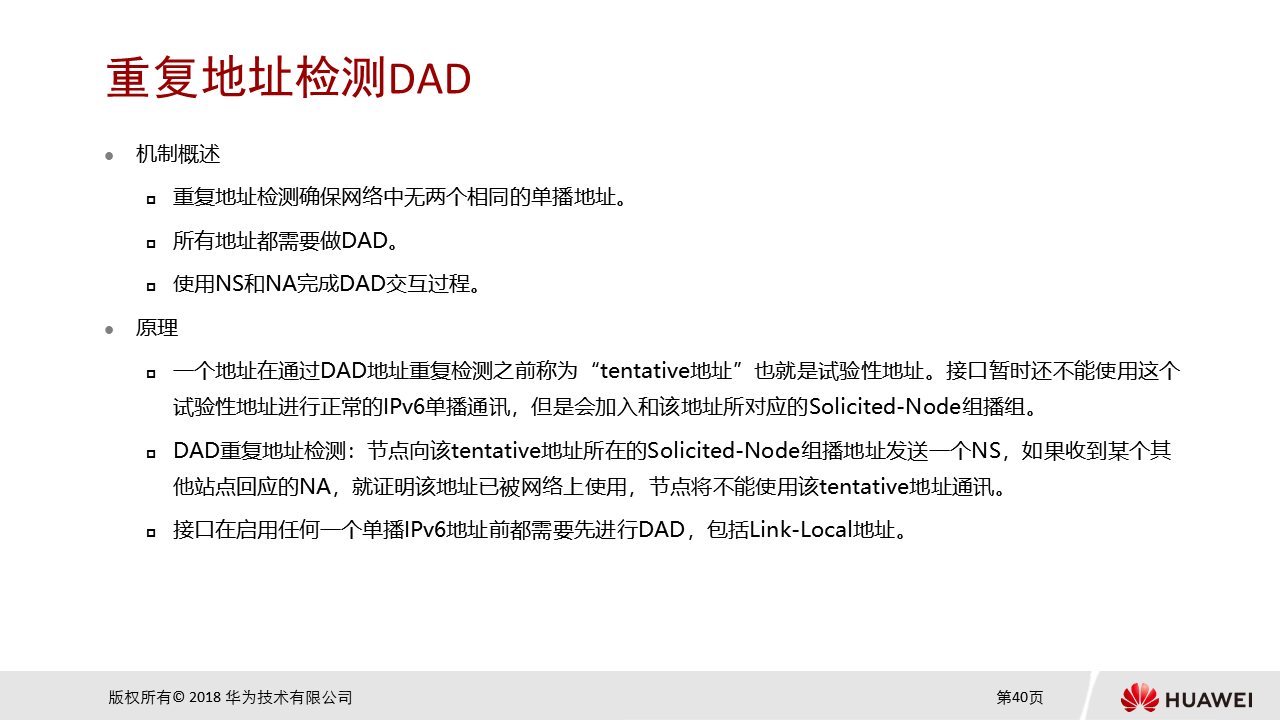 重复地址检测DAD
机制概述
重复地址检测确保网络中无两个相同的单播地址。
所有地址都需要做DAD。
使用NS和NA完成DAD交互过程。
原理
一个地址在通过DAD地址重复检测之前称为“tentative地址”也就是试验性地址。接口暂时还不能使用这个
试验性地址进行正常的IPv6单播通讯，但是会加入和该地址所对应的Solicited-Node组播组。
DAD重复地址检测：节点向该tentative地址所在的Solicited-Node组播地址发送一个NS，如果收到某个其
他站点回应的NA，就证明该地址已被网络上使用，节点将不能使用该tentative地址通讯。
接口在启用任何一个单播IPv6地址前都需要先进行DAD，包括Link-Local地址。
版权所有© 2018 华为技术有限公司
第40页
HUAWEI